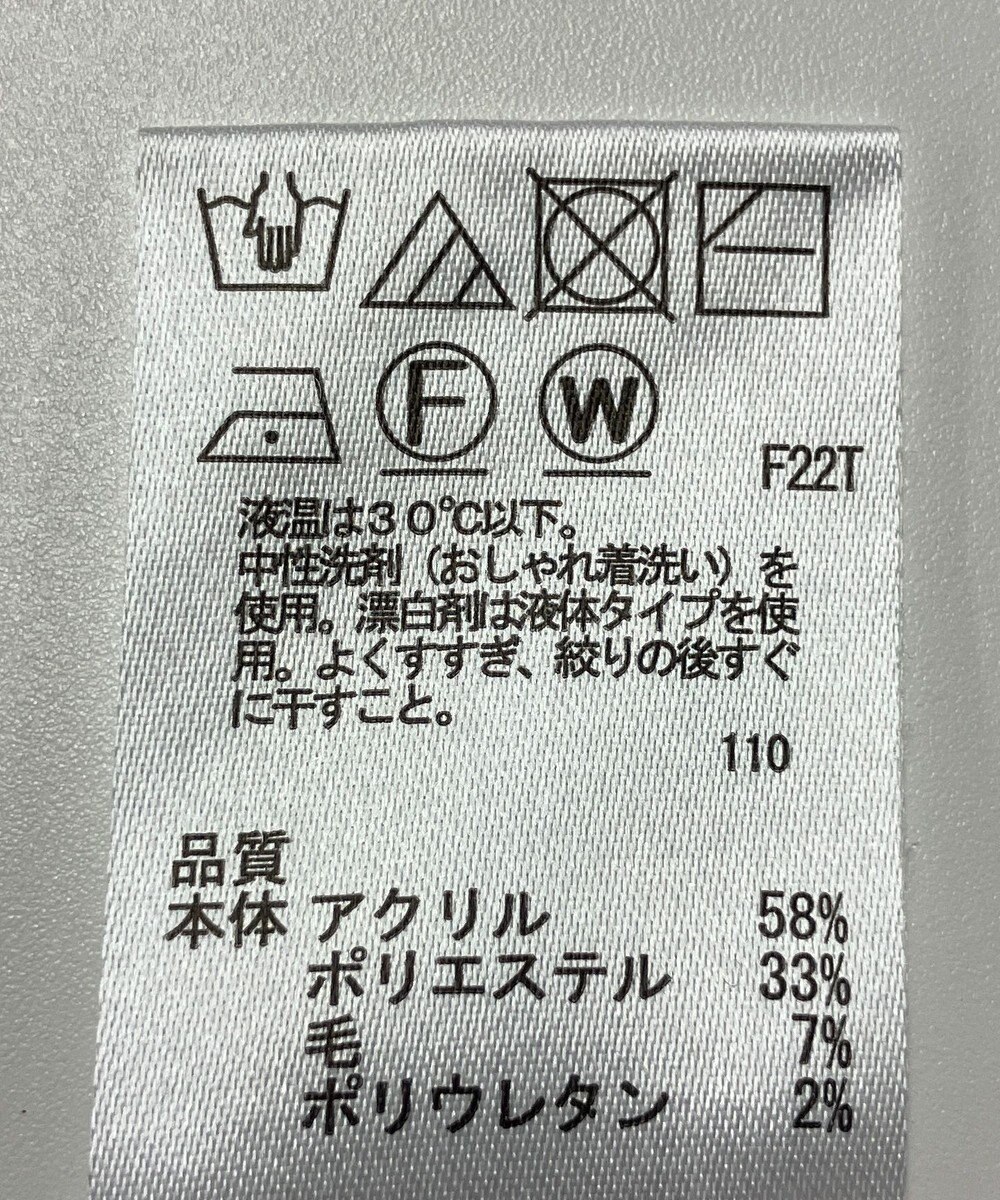 F W
F22T
液温は30℃以下。
中性洗剤（おしゃれ着洗い）を
使用。漂白剤は液体タイプを使
用。よくすすぎ、絞りの後すぐ
に干すこと。
110
品質
本体 アクリル 58%
ポリエステル 33%
毛 7%
ポリウレタン 2%